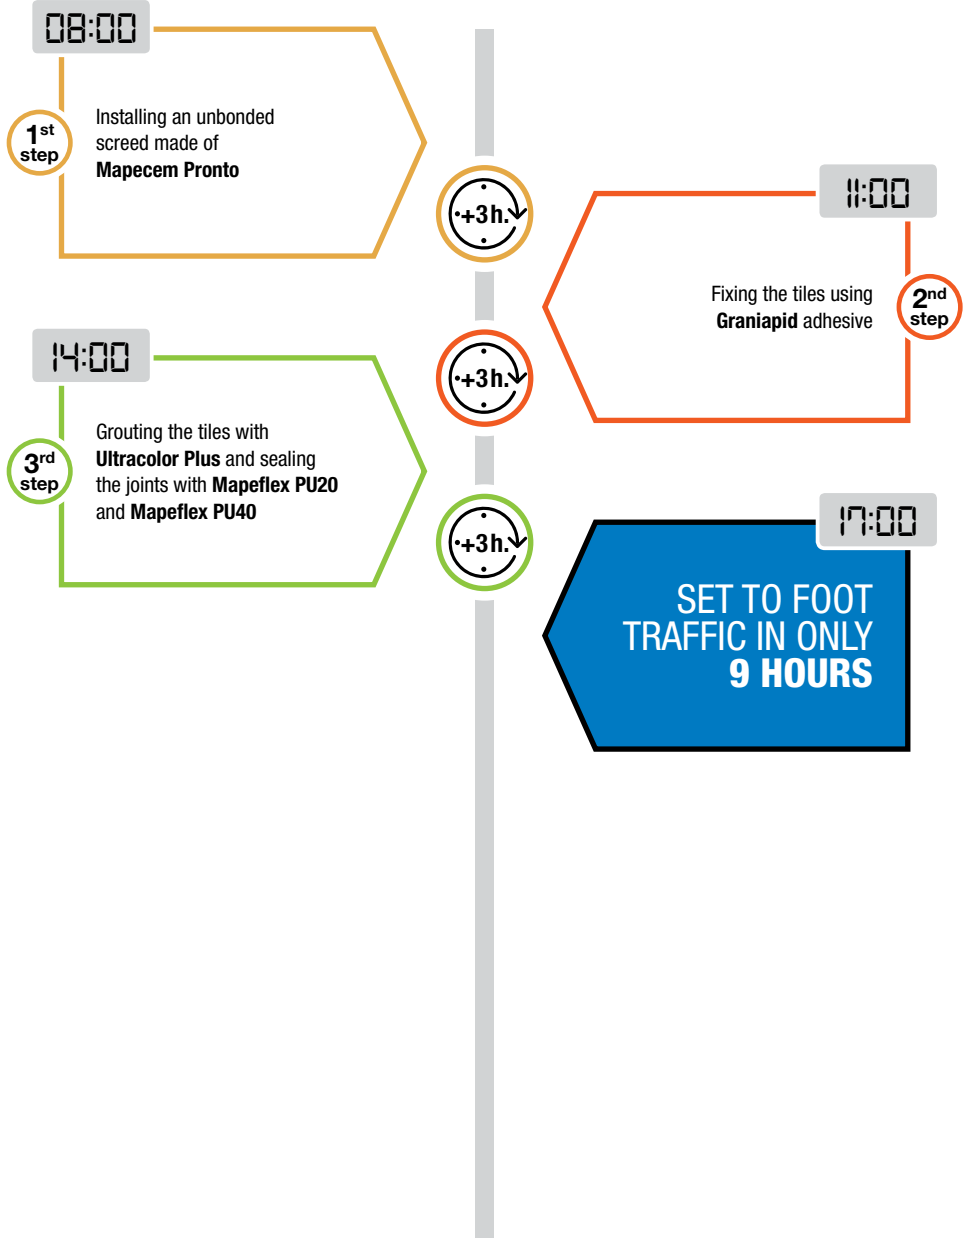 08:00
1st
step
Installing an unbonded
screed made of
Mapecem Pronto
+3h.
11:00
2nd
step
Fixing the tiles using
Graniapid adhesive
+3h.
14:00
3rd
step
Grouting the tiles with
Ultracolor Plus and sealing
the joints with Mapeflex PU20
and Mapeflex PU40
+3h.
17:00
SET TO FOOT
TRAFFIC IN ONLY
9 HOURS